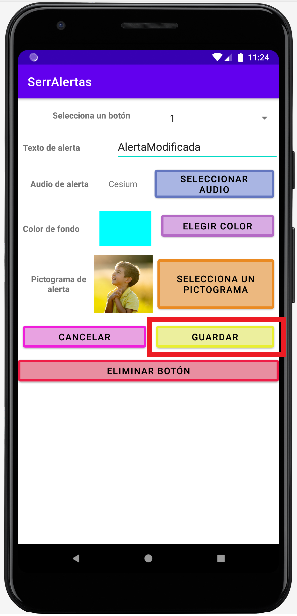 11:24
SerrAlertas
Selecciona un botón 1
Texto de alerta AlertaModificada
Audio de alerta Cesium SELECCIONAR
AUDIO
Color de fondo ELEGIR COLOR
Pictograma de
alerta
SELECCIONA UN
PICTOGRAMA
CANCELAR GUARDAR
ELIMINAR BOTÓN